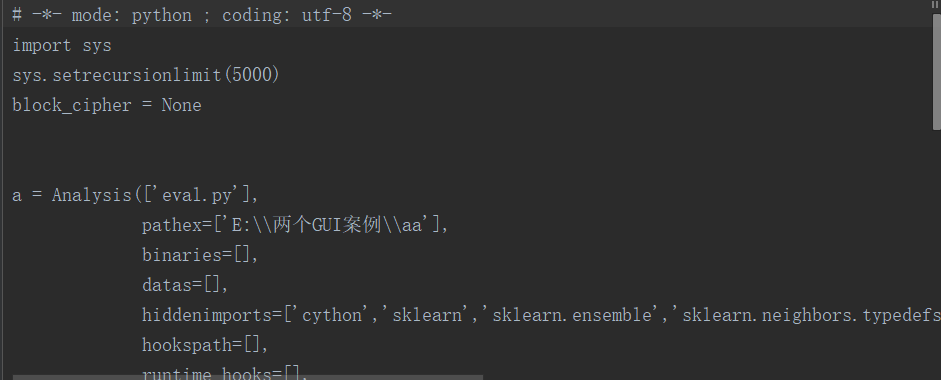 # -*- mode: python ; coding: utf-8 -*-
import sys
sys.setrecursionlimit(5000)
block_cipher = None
a = Analysis(['eval.py'],
pathex=['E:\\两个GUI案例\\aa'],
binaries=[],
datas=[],
hiddenimports=['cython','sklearn','sklearn.ensemble','sklearn.neighbors.typedefs
hookspath=[],
runtime_hooks=[],